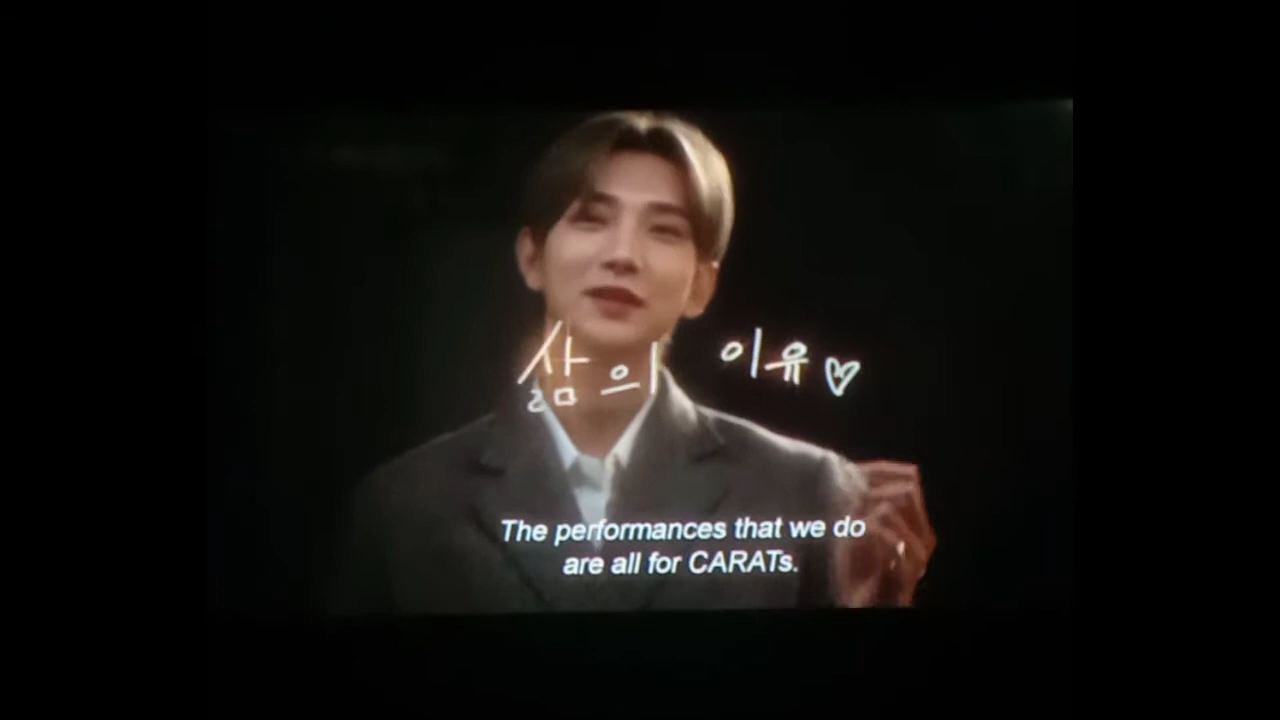 삶의 이유♡
The performances that we do
are all for CARATs.